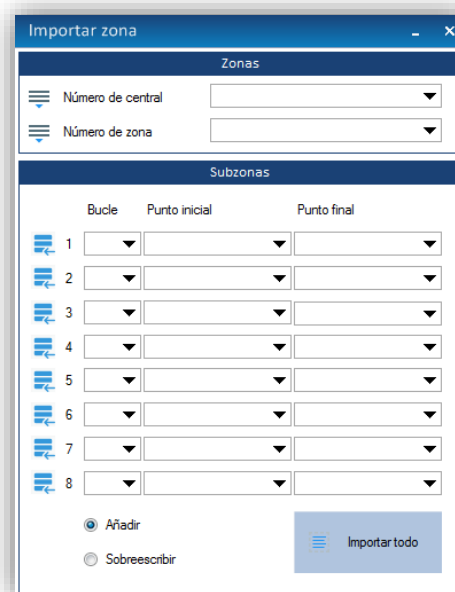 Importar zona
Zonas
Número de central
Número de zona
Subzonas
Bucle Punto inicial Punto final
1
2
3
4
5
6
7
8
Añadir
Sobreescribir
Importar todo